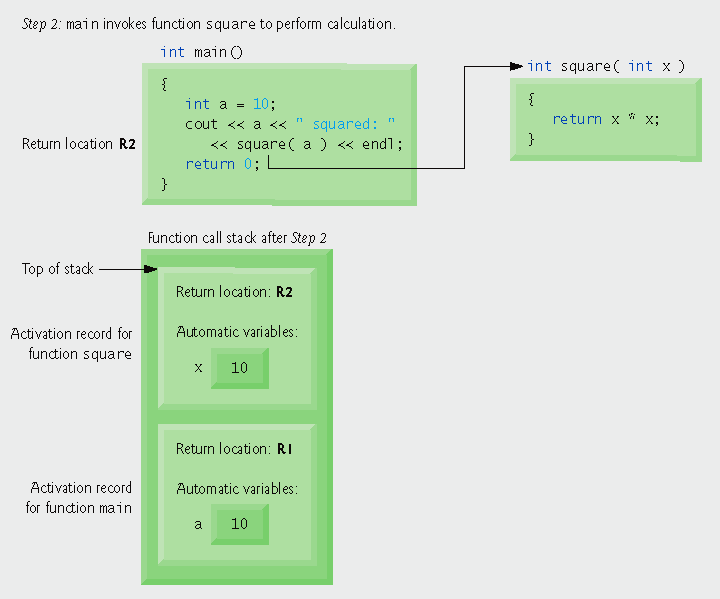 Step 2: main invokes function square to perform calculation.
int main()
{
int a = 10;
cout << a << " squared: "
<< square( a ) << endl;
return 0;
}
Return location R2
int square( int x )
{
return x * x;
}
Function call stack after Step 2
Top of stack
Return location: R2
Automatic variables:
x 10
Activation record for
function square
Return location: R1
Automatic variables:
a 10
Activation record
for function main